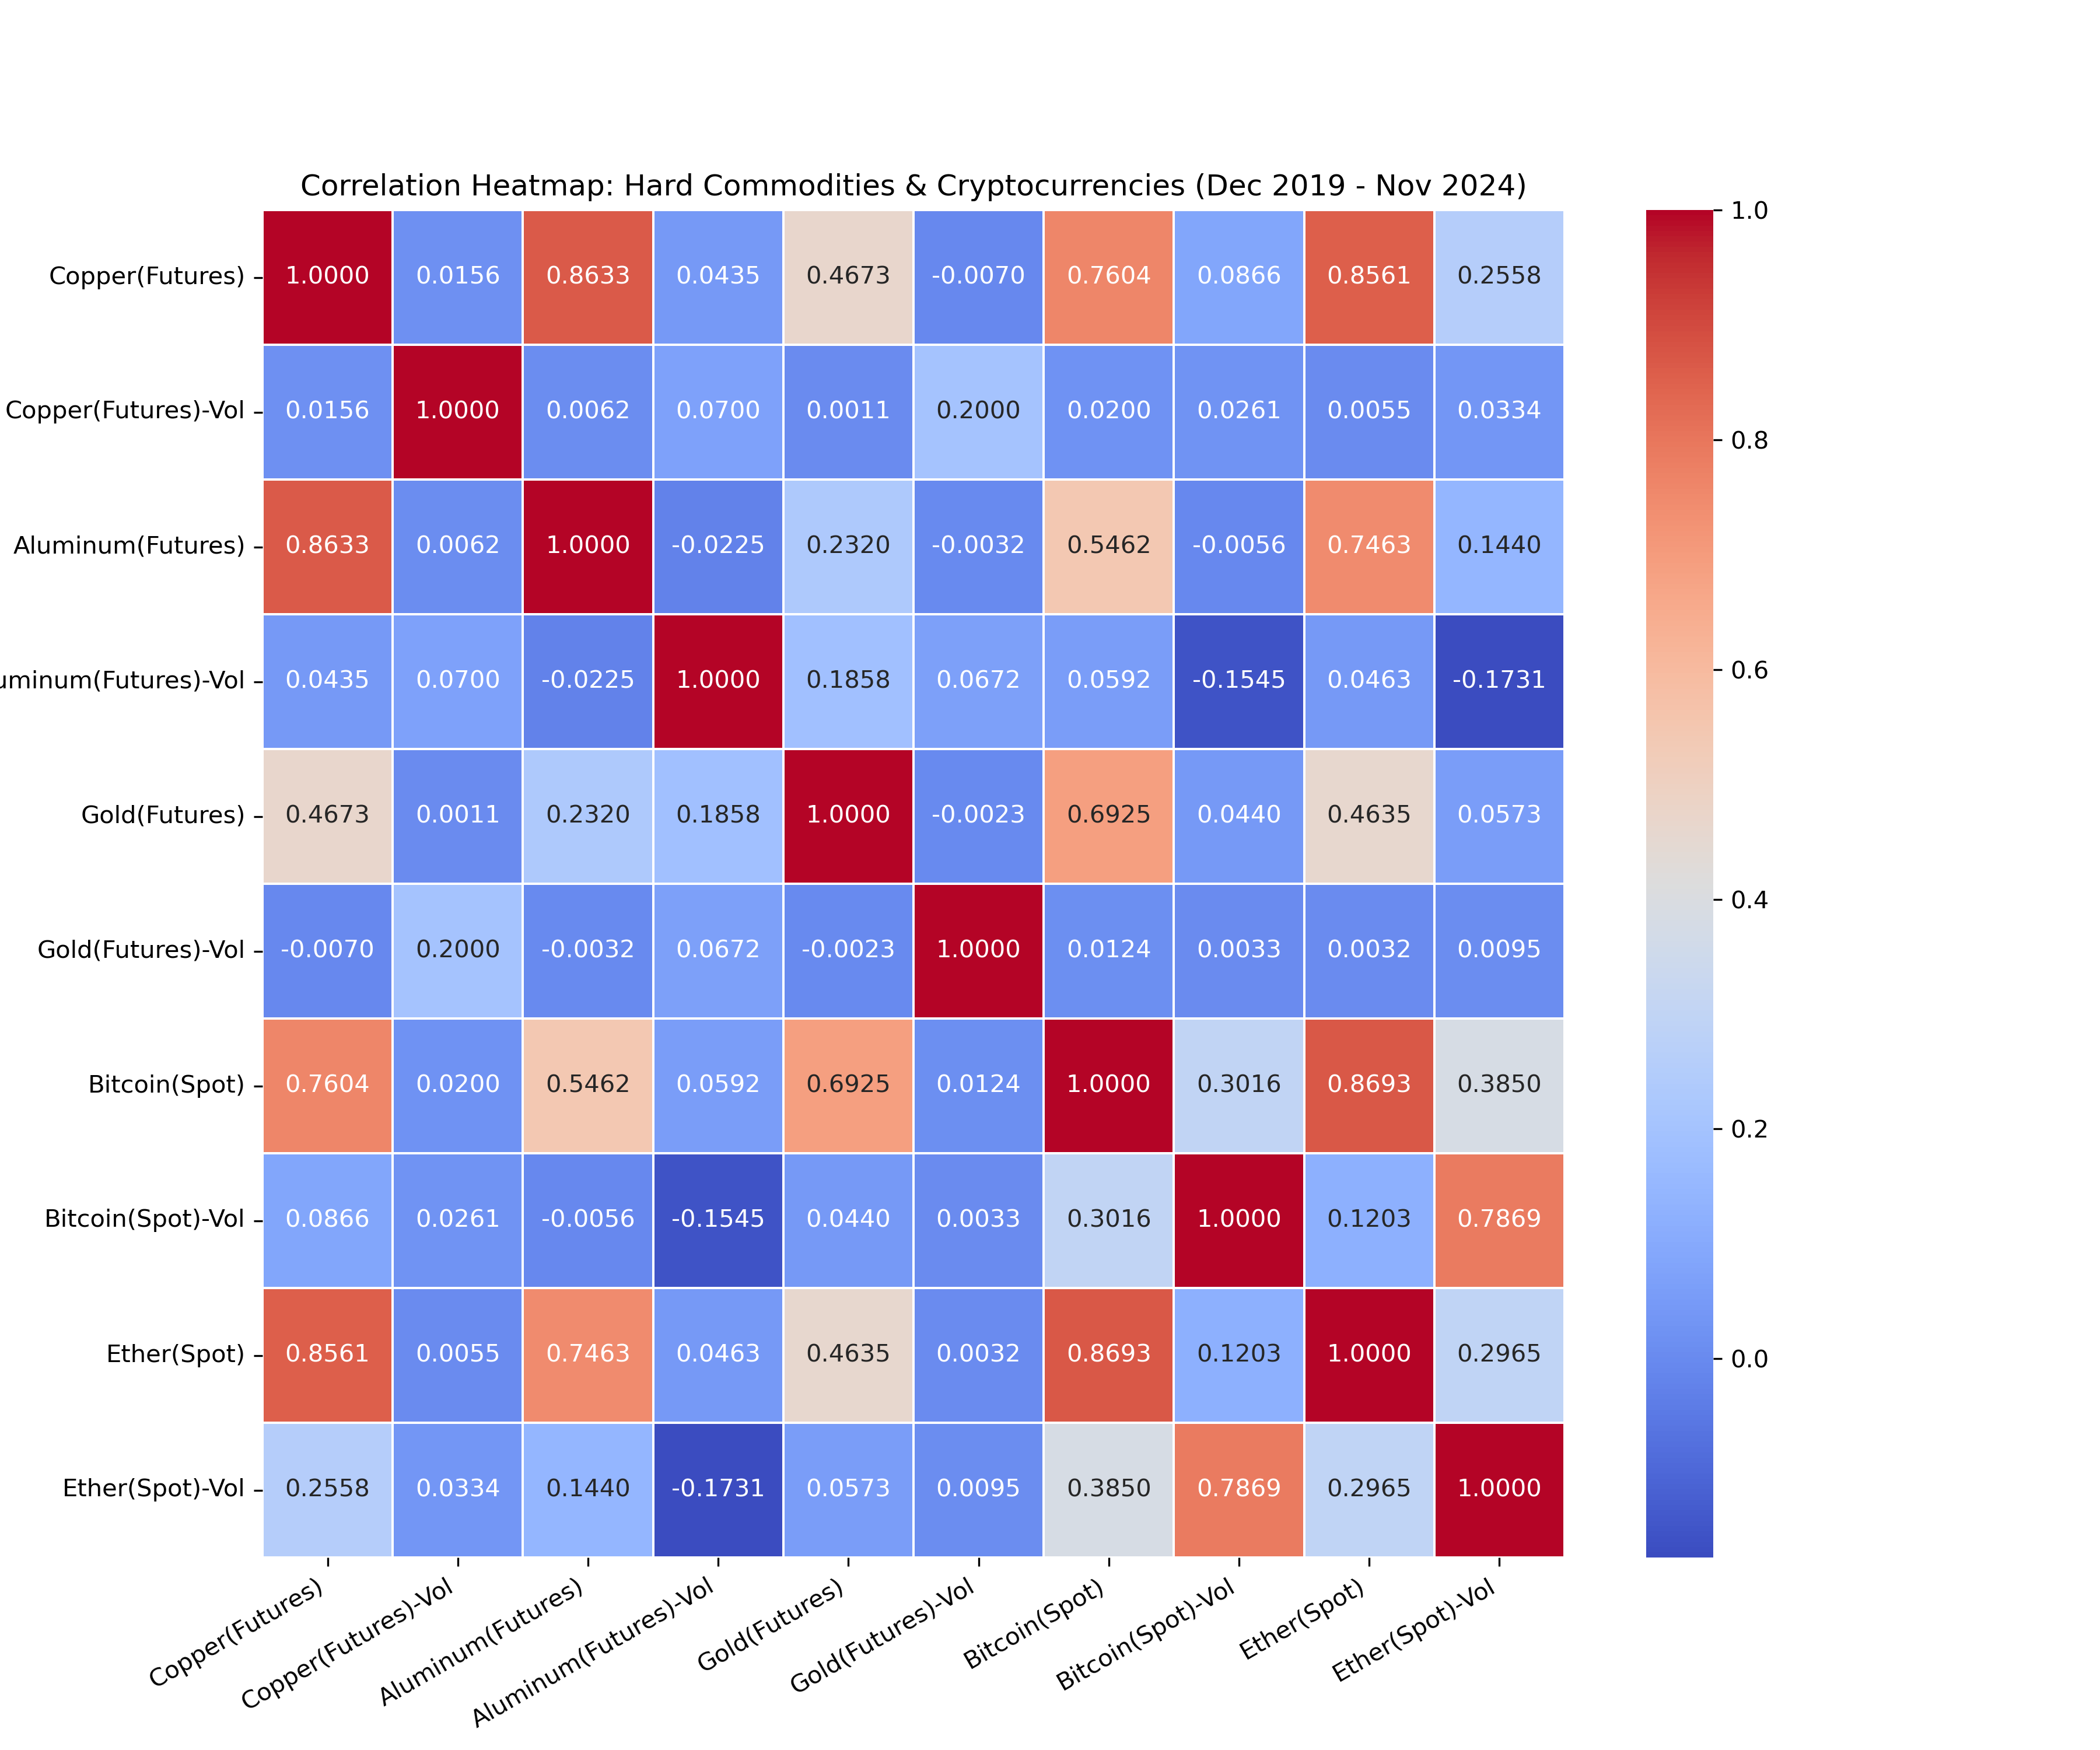 Correlation Heatmap: Hard Commodities & Cryptocurrencies (Dec 2019 - Nov 2024)
Copper(Futures) 1.0000 0.0156 0.8633 0.0435 0.4673 -0.0070 0.7604 0.0866 0.8561 0.2558
Copper(Futures)-Vol 0.0156 1.0000 0.0062 0.0700 0.0011 0.2000 0.0200 0.0261 0.0055 0.0334
Aluminum(Futures) 0.8633 0.0062 1.0000 -0.0225 0.2320 -0.0032 0.5462 -0.0056 0.7463 0.1440
uminum(Futures)-Vol 0.0435 0.0700 -0.0225 1.0000 0.1858 0.0672 0.0592 -0.1545 0.0463 -0.1731
Gold(Futures) 0.4673 0.0011 0.2320 0.1858 1.0000 -0.0023 0.6925 0.0440 0.4635 0.0573
Gold(Futures)-Vol -0.0070 0.2000 -0.0032 0.0672 -0.0023 1.0000 0.0124 0.0033 0.0032 0.0095
Bitcoin(Spot) 0.7604 0.0200 0.5462 0.0592 0.6925 0.0124 1.0000 0.3016 0.8693 0.3850
Bitcoin(Spot)-Vol 0.0866 0.0261 -0.0056 -0.1545 0.0440 0.0033 0.3016 1.0000 0.1203 0.7869
Ether(Spot) 0.8561 0.0055 0.7463 0.0463 0.4635 0.0032 0.8693 0.1203 1.0000 0.2965
Ether(Spot)-Vol 0.2558 0.0334 0.1440 -0.1731 0.0573 0.0095 0.3850 0.7869 0.2965 1.0000
Copper(Futures)
Copper(Futures)-Vol
Aluminum(Futures)
Aluminum(Futures)-Vol
Gold(Futures)
Gold(Futures)-Vol
Bitcoin(Spot)
Bitcoin(Spot)-Vol
Ether(Spot)
Ether(Spot)-Vol
1.0
0.8
0.6
0.4
0.2
0.0